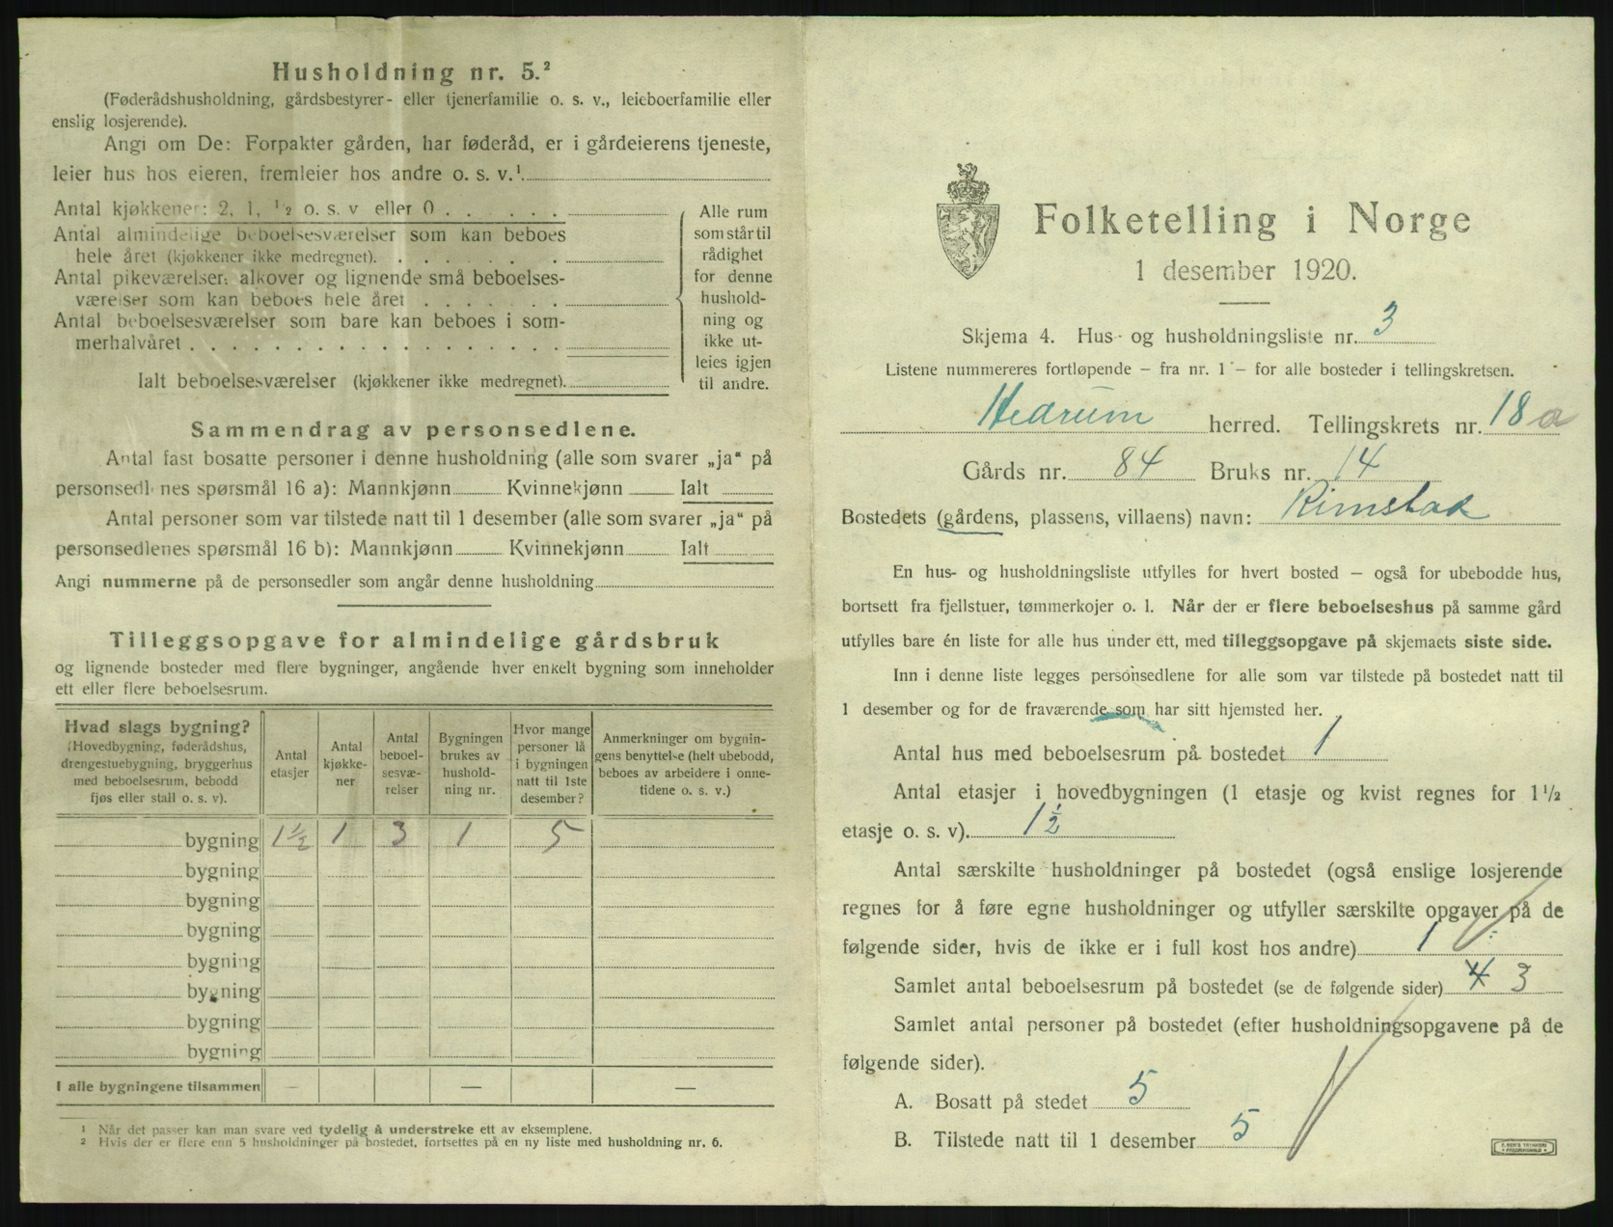 Husholdning nr. 5.²
(Føderådshusholdning, gårdsbestyrer- eller tjenerfamilie o. s. v., leieboerfamilie eller
enslig losjerende).
Angi om De: Forpakter gården, har føderåd, er i gårdeierens tjeneste,
leier hus hos eieren, fremleier hos andre o. s. v.¹
Antal kjøkkener: 2, 1, ½ o. s. v eller 0
Antal almindelige beboelsesværelser som kan beboes
hele året (kjøkkener ikke medregnet).
Antal pikeværelser, alkover og lignende små beboelses-
værelser som kan beboes hele året
Antal beboelsesværelser som bare kan beboes i som-
merhalvåret
Ialt beboelsesværelser (kjøkkener ikke medregnet).
Alle rum
som står til
rådighet
for denne
hushold-
ning og
ikke ut-
leies igjen
til andre.
Sammendrag av personsedlene.
Antal fast bosatte personer i denne husholdning (alle som svarer „ja“ på
personsedlenes spørsmål 16 a): Mannkjønn Kvinnekjønn Ialt
Antal personer som var tilstede natt til 1 desember (alle som svarer „ja“ på
personsedlenes spørsmål 16 b): Mannkjønn Kvinnekjønn Ialt
Angi nummerne på de personsedler som angår denne husholdning
Tilleggsopgave for almindelige gårdsbruk
og lignende bosteder med flere bygninger, angående hver enkelt bygning som inneholder
ett eller flere beboelsesrum.
Hvad slags bygning?
(Hovedbygning, føderådshus,
drengestuebygning, bryggerhus
med beboelsesrum, bebodd
fjøs eller stall o. s. v).
Antal
etasjer
Antal
kjøkke-
ner
Antal
beboel-
sesvæ-
relser
Bygningen
brukes av
hushold-
ning nr.
Hvor mange
personer lå
i bygningen
natt til 1ste
desember?
Anmerkninger om bygnin-
gens benyttelse (helt ubebodd,
beboes av arbeidere i onne-
tidene o. s. v.)
bygning 1½ 1 3 1 5
bygning
bygning
bygning
bygning
bygning
bygning
bygning
I alle bygningene tilsammen — — —
¹ Når det passer kan man svare ved tydelig å understreke ett av eksemplene.
² Hvis der er flere enn 5 husholdninger på bostedet, fortsettes på en ny liste med husholdning nr. 6.
Folketelling i Norge
1 desember 1920.
Skjema 4. Hus- og husholdningsliste nr. 3
Listene nummereres fortløpende – fra nr. 1 – for alle bosteder i tellingskretsen.
Hedrum herred. Tellingskrets nr. 18 a
Gårds nr. 84 Bruks nr. 14
Bostedets (gårdens, plassens, villaens) navn: Rimstad
En hus- og husholdningsliste utfylles for hvert bosted – også for ubebodde hus,
bortsett fra fjellstuer, tømmerkojer o. l. Når der er flere beboelseshus på samme gård
utfylles bare én liste for alle hus under ett, med tilleggsopgave på skjemaets siste side.
Inn i denne liste legges personsedlene for alle som var tilstede på bostedet natt til
1 desember og for de fraværende som har sitt hjemsted her.
Antal hus med beboelsesrum på bostedet 1
Antal etasjer i hovedbygningen (1 etasje og kvist regnes for 1½
etasje o. s. v). 1½
Antal særskilte husholdninger på bostedet (også enslige losjerende
regnes for å føre egne husholdninger og utfyller særskilte opgaver på de
følgende sider, hvis de ikke er i full kost hos andre) 1
Samlet antal beboelsesrum på bostedet (se de følgende sider) 4 3
Samlet antal personer på bostedet (efter husholdningsopgavene på de
følgende sider).
A. Bosatt på stedet 5
B. Tilstede natt til 1 desember 5